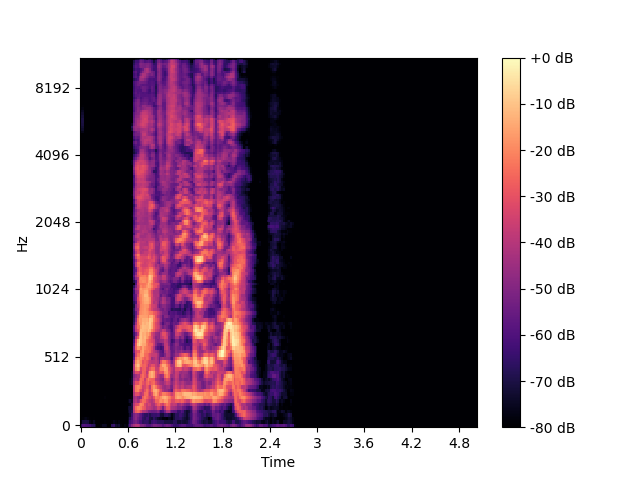 8192
4096
2048
1024
512
0
Hz
0 0.6 1.2 1.8 2.4 3 3.6 4.2 4.8
Time
+0 dB
-10 dB
-20 dB
-30 dB
-40 dB
-50 dB
-60 dB
-70 dB
-80 dB